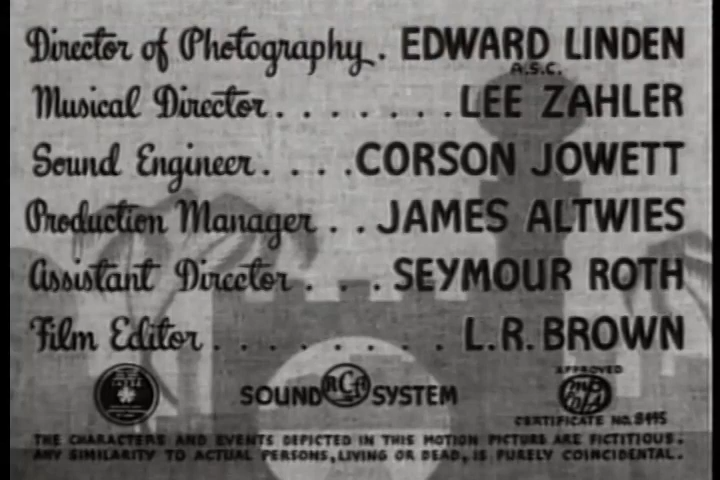 Director of Photography. EDWARD LINDEN
A.S.C.
Musical Director. . . . . . . LEE ZAHLER
Sound Engineer. . . . CORSON JOWETT
Production Manager . . JAMES ALTWIES
Assistant Director . . . SEYMOUR ROTH
Film Editor . . . . . . . . L.R. BROWN
SOUND RCA SYSTEM
APPROVED
CERTIFICATE NO.
THE CHARACTERS AND EVENTS DEPICTED IN THIS MOTION PICTURE ARE FICTITIOUS.
ANY SIMILARITY TO ACTUAL PERSONS, LIVING OR DEAD, IS PURELY COINCIDENTAL.